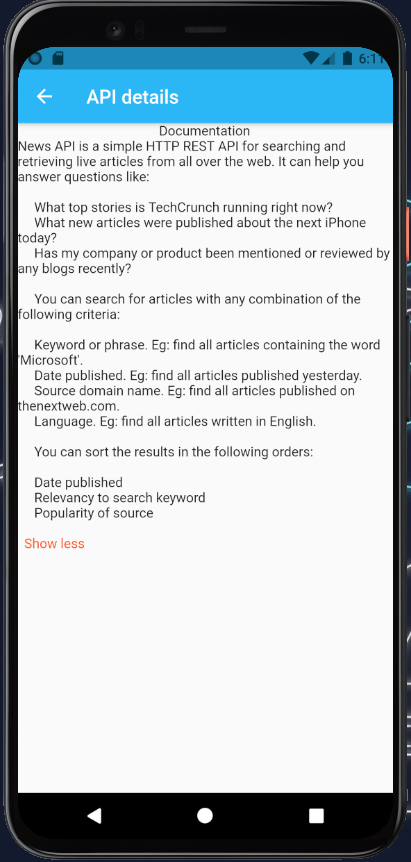 6:11
API details
Documentation
News API is a simple HTTP REST API for searching and
retrieving live articles from all over the web. It can help you
answer questions like:
What top stories is TechCrunch running right now?
What new articles were published about the next iPhone
today?
Has my company or product been mentioned or reviewed by
any blogs recently?
You can search for articles with any combination of the
following criteria:
Keyword or phrase. Eg: find all articles containing the word
'Microsoft'.
Date published. Eg: find all articles published yesterday.
Source domain name. Eg: find all articles published on
thenextweb.com.
Language. Eg: find all articles written in English.
You can sort the results in the following orders:
Date published
Relevancy to search keyword
Popularity of source
Show less